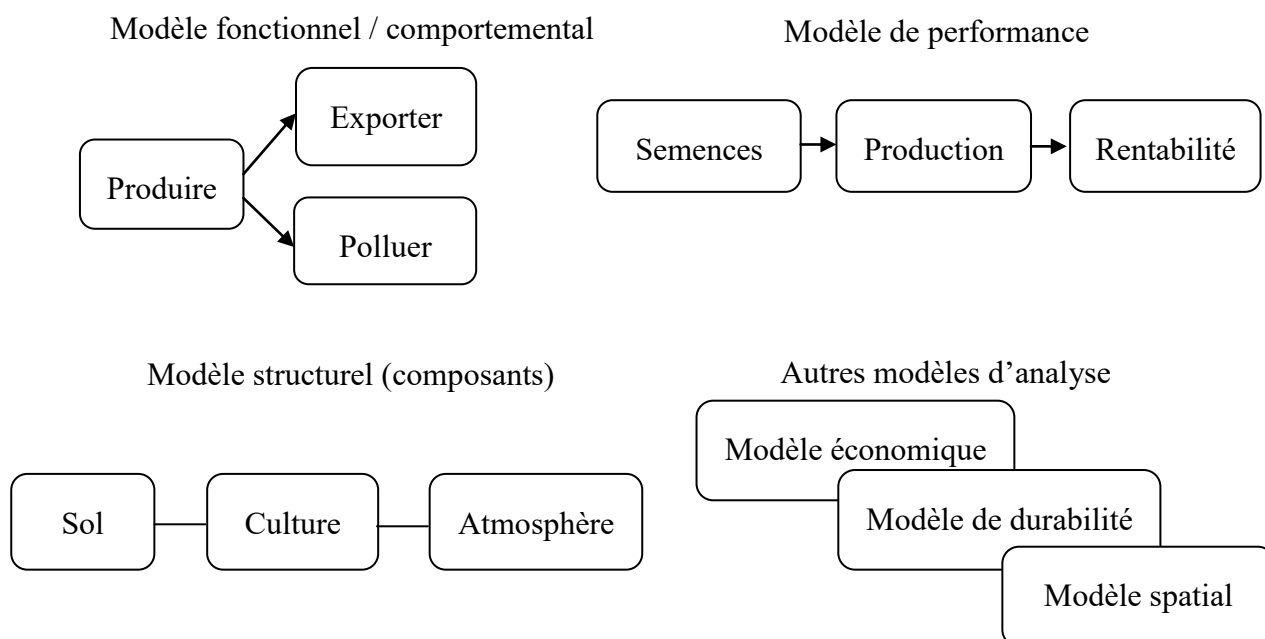 Modèle fonctionnel / comportemental
Produire
Exporter
Polluer
Modèle de performance
Semences
Production
Rentabilité
Modèle structurel (composants)
Sol
Culture
Atmosphère
Autres modèles d’analyse
Modèle économique
Modèle de durabilité
Modèle spatial